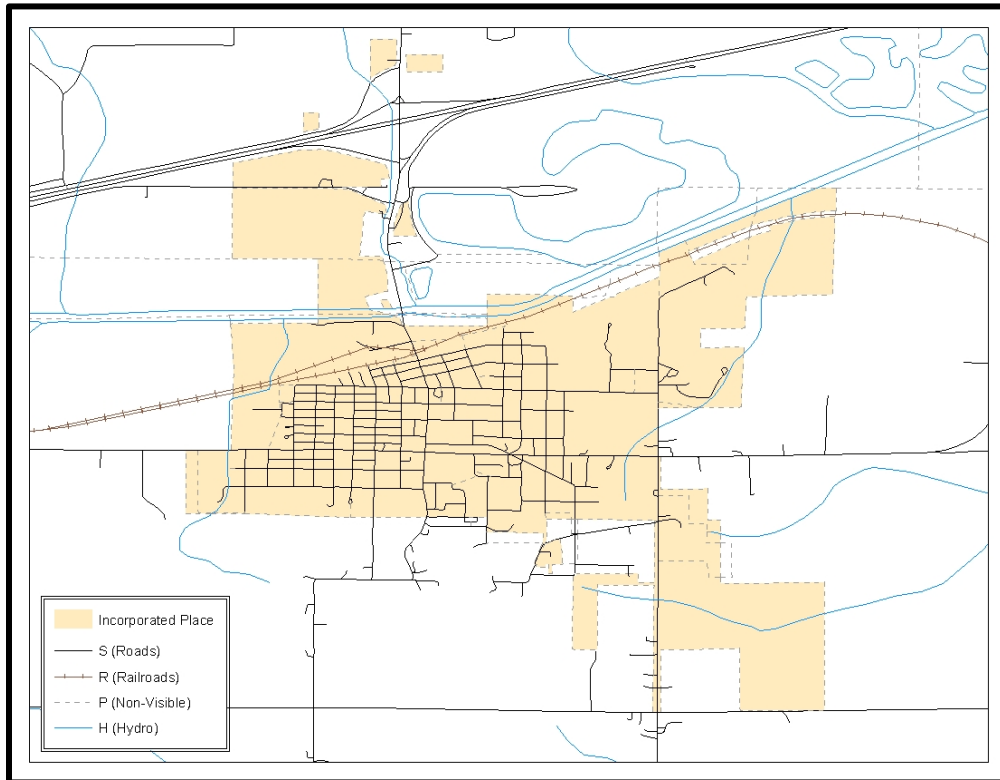 Incorporated Place
S (Roads)
R (Railroads)
P (Non-Visible)
H (Hydro)